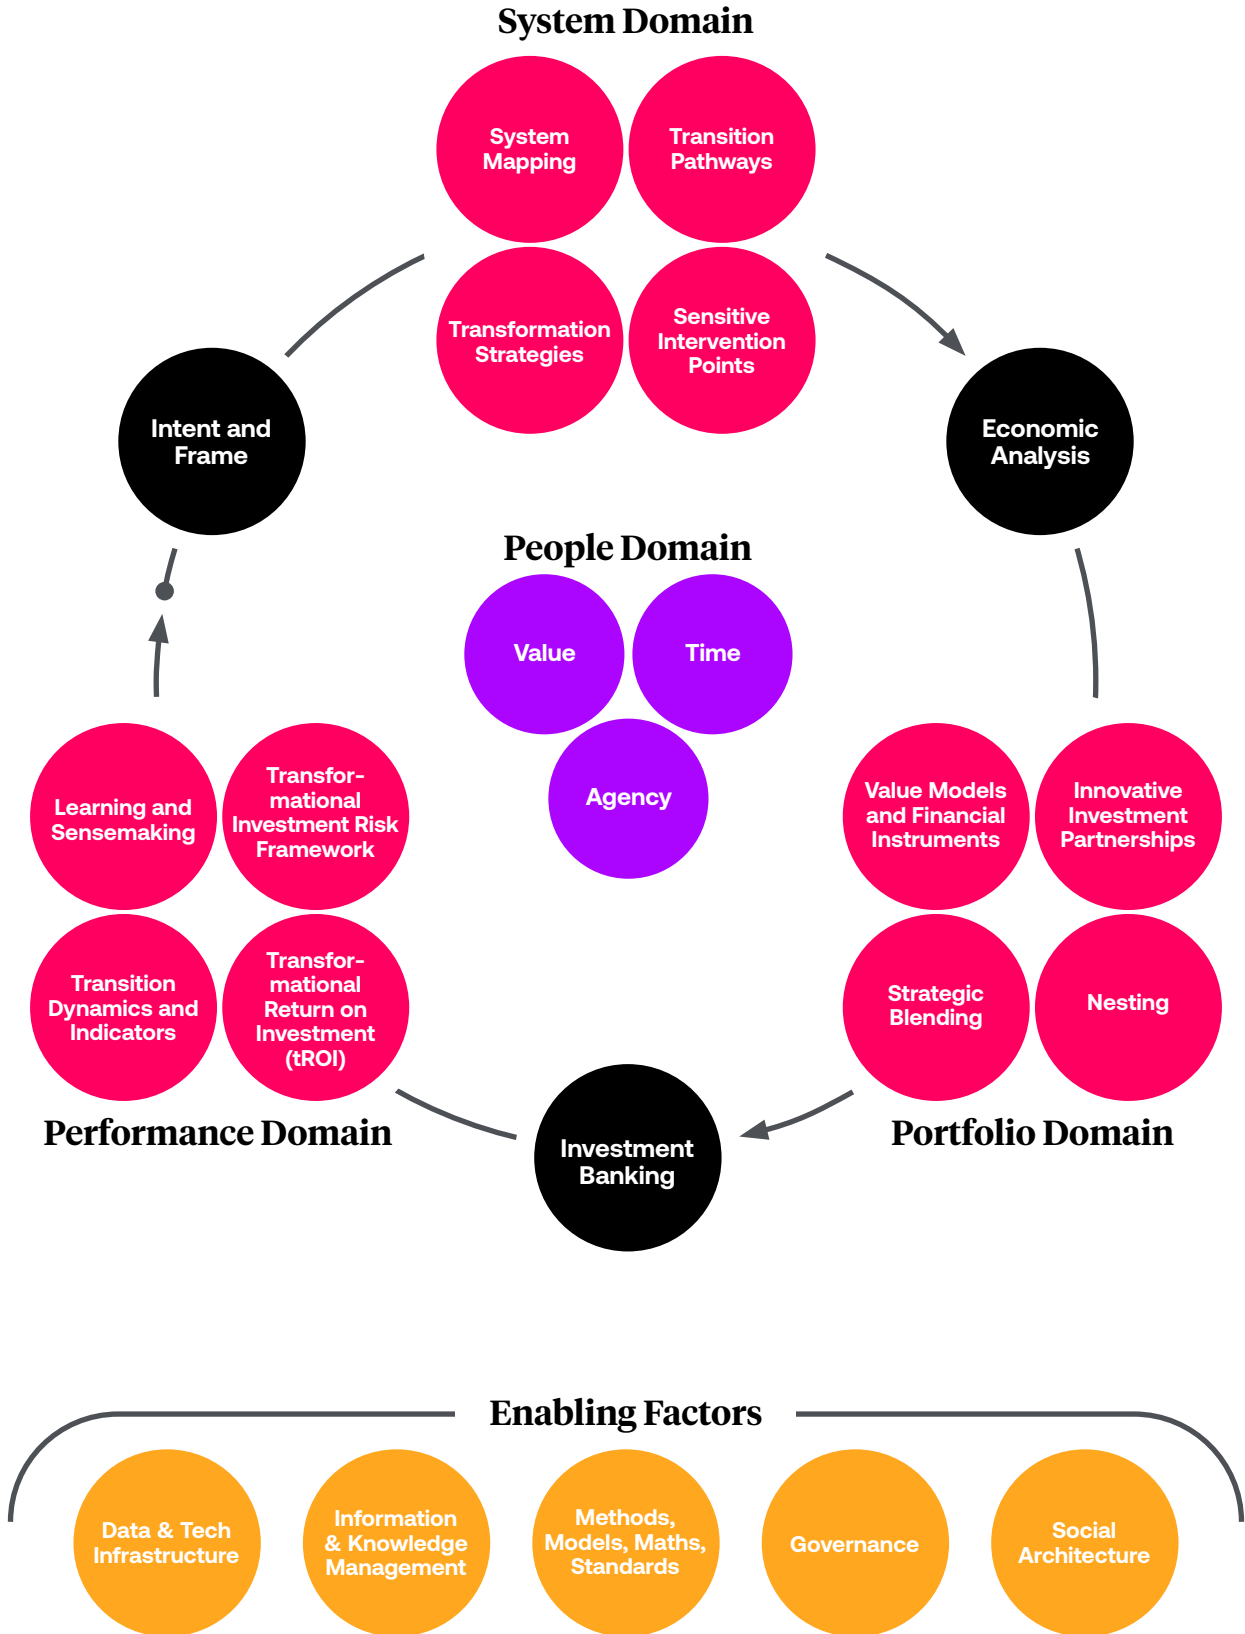 System Domain
System
Mapping
Transition
Pathways
Transformation
Strategies
Sensitive
Intervention
Points
Intent and
Frame
Economic
Analysis
People Domain
Value
Time
Agency
Learning and
Sensemaking
Transfor-
mational
Investment Risk
Framework
Transition
Dynamics and
Indicators
Transfor-
mational
Return on
Investment
(tROI)
Performance Domain
Value Models
and Financial
Instruments
Innovative
Investment
Partnerships
Strategic
Blending
Nesting
Portfolio Domain
Investment
Banking
Enabling Factors
Data & Tech
Infrastructure
Information
& Knowledge
Management
Methods,
Models, Maths,
Standards
Governance
Social
Architecture